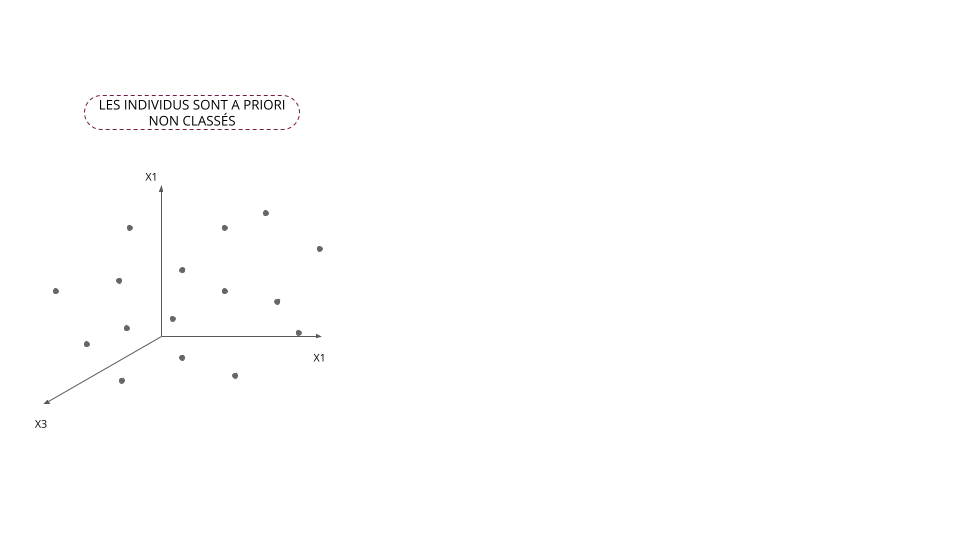 LES INDIVIDUS SONT A PRIORI
NON CLASSÉS
X1
X1
X3